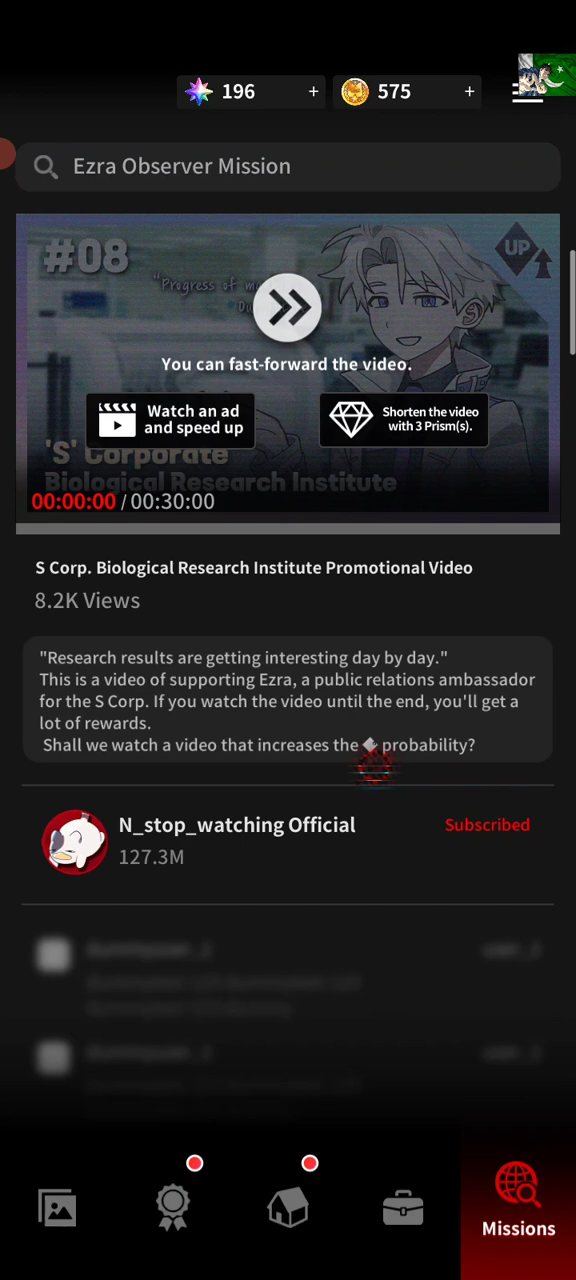 196 +
575 +
Ezra Observer Mission
#08
UP
"Progress of
You can fast-forward the video.
Watch an ad
and speed up
Shorten the video
with 3 Prism(s).
'S' Corporate
Biological Research Institute
00:00:00 / 00:30:00
S Corp. Biological Research Institute Promotional Video
8.2K Views
"Research results are getting interesting day by day."
This is a video of supporting Ezra, a public relations ambassador
for the S Corp. If you watch the video until the end, you'll get a
lot of rewards.
Shall we watch a video that increases the probability?
N_stop_watching Official
Subscribed
127.3M
Missions